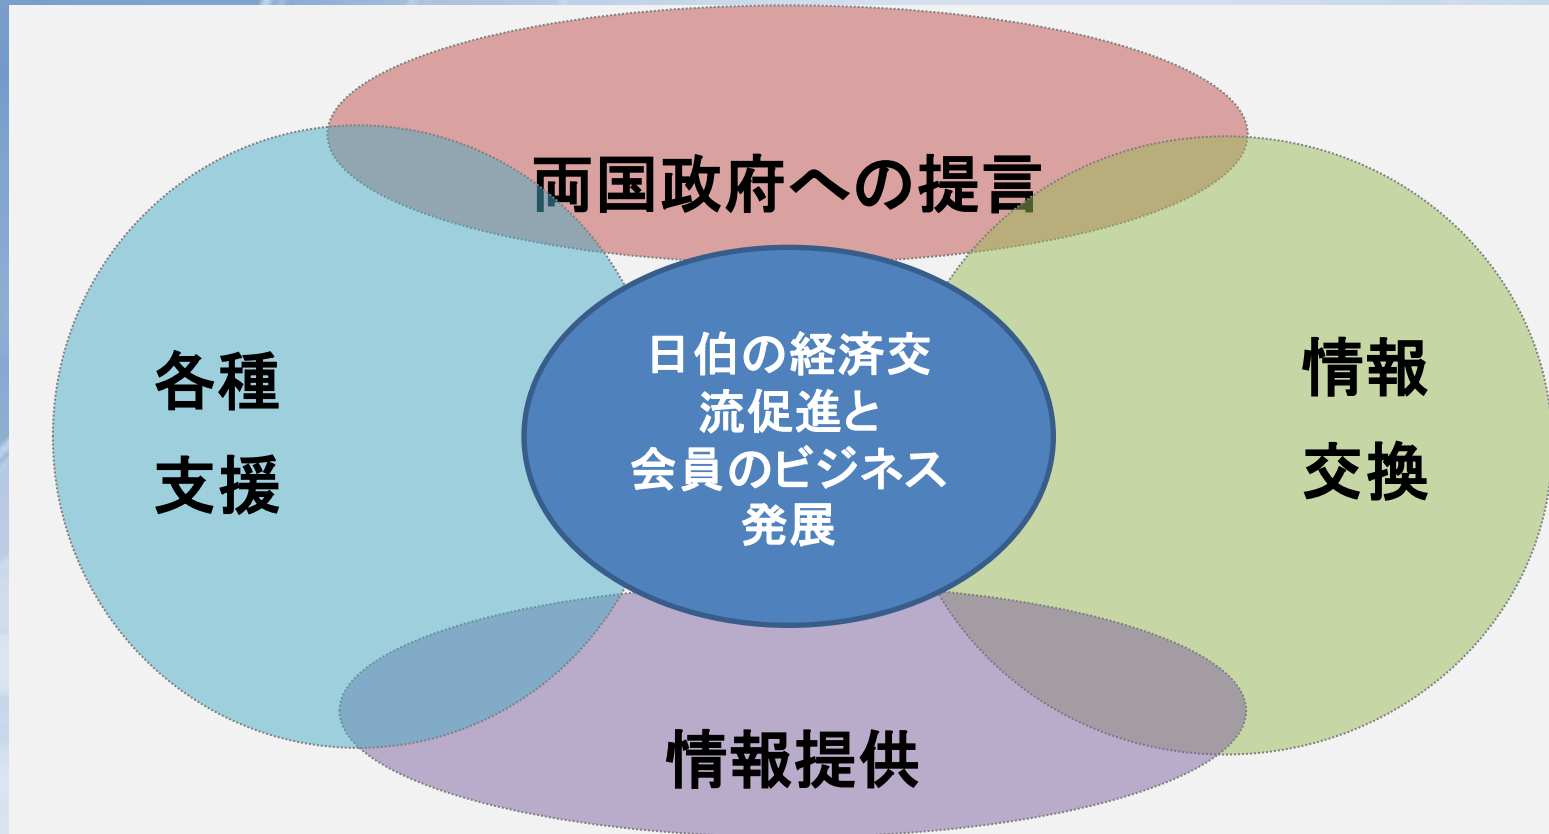 両国政府への提言
各種
支援
日伯の経済交
流促進と
会員のビジネス
発展
情報
交換
情報提供